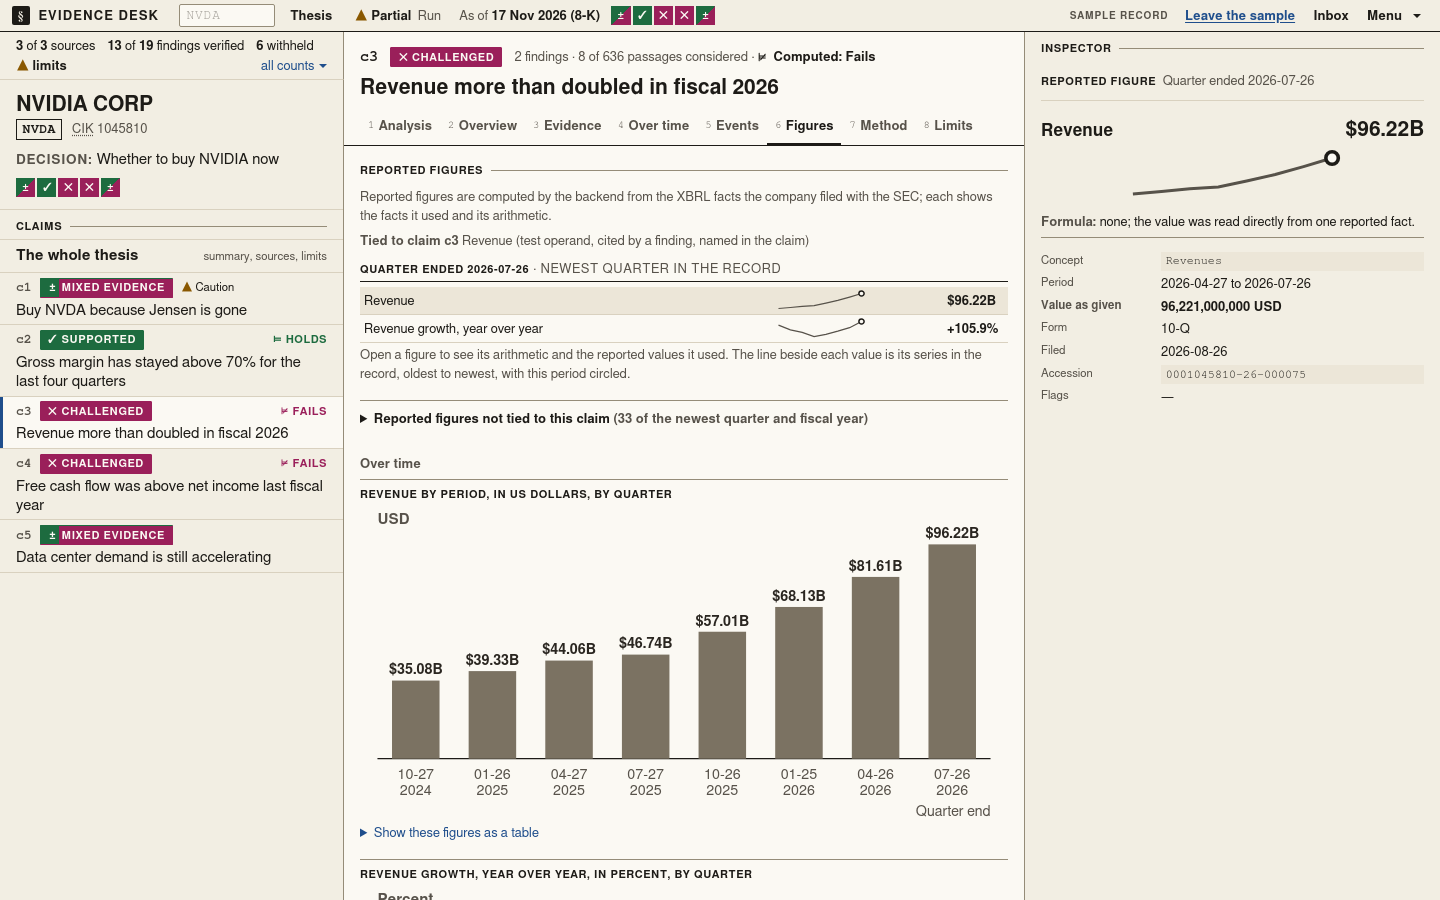 § EVIDENCE DESK NVDA Thesis Partial Run As of 17 Nov 2026 (8-K) ± ✓ ✕ ✕ ± SAMPLE RECORD Leave the sample Inbox Menu
3 of 3 sources 13 of 19 findings verified 6 withheld
limits all counts
NVIDIA CORP
NVDA CIK 1045810
DECISION: Whether to buy NVIDIA now
± ✓ ✕ ✕ ±
CLAIMS
The whole thesis summary, sources, limits
c1 ± MIXED EVIDENCE Caution
Buy NVDA because Jensen is gone
c2 ✓ SUPPORTED ⊨ HOLDS
Gross margin has stayed above 70% for the
last four quarters
c3 ✕ CHALLENGED ⊭ FAILS
Revenue more than doubled in fiscal 2026
c4 ✕ CHALLENGED ⊭ FAILS
Free cash flow was above net income last fiscal
year
c5 ± MIXED EVIDENCE
Data center demand is still accelerating
c3 ✕ CHALLENGED 2 findings · 8 of 636 passages considered · ⊭ Computed: Fails
Revenue more than doubled in fiscal 2026
1 Analysis 2 Overview 3 Evidence 4 Over time 5 Events 6 Figures 7 Method 8 Limits
REPORTED FIGURES
Reported figures are computed by the backend from the XBRL facts the company filed with the SEC; each shows
the facts it used and its arithmetic.
Tied to claim c3 Revenue (test operand, cited by a finding, named in the claim)
QUARTER ENDED 2026-07-26 · NEWEST QUARTER IN THE RECORD
Revenue $96.22B
Revenue growth, year over year +105.9%
Open a figure to see its arithmetic and the reported values it used. The line beside each value is its series in the
record, oldest to newest, with this period circled.
Reported figures not tied to this claim (33 of the newest quarter and fiscal year)
Over time
REVENUE BY PERIOD, IN US DOLLARS, BY QUARTER
USD
$35.08B $39.33B $44.06B $46.74B $57.01B $68.13B $81.61B $96.22B
10-27 01-26 04-27 07-27 10-26 01-25 04-26 07-26
2024 2025 2025 2025 2025 2026 2026 2026
Quarter end
Show these figures as a table
REVENUE GROWTH, YEAR OVER YEAR, IN PERCENT, BY QUARTER
Percent
INSPECTOR
REPORTED FIGURE Quarter ended 2026-07-26
Revenue $96.22B
Formula: none; the value was read directly from one reported fact.
Concept Revenues
Period 2026-04-27 to 2026-07-26
Value as given 96,221,000,000 USD
Form 10-Q
Filed 2026-08-26
Accession 0001045810-26-000075
Flags —